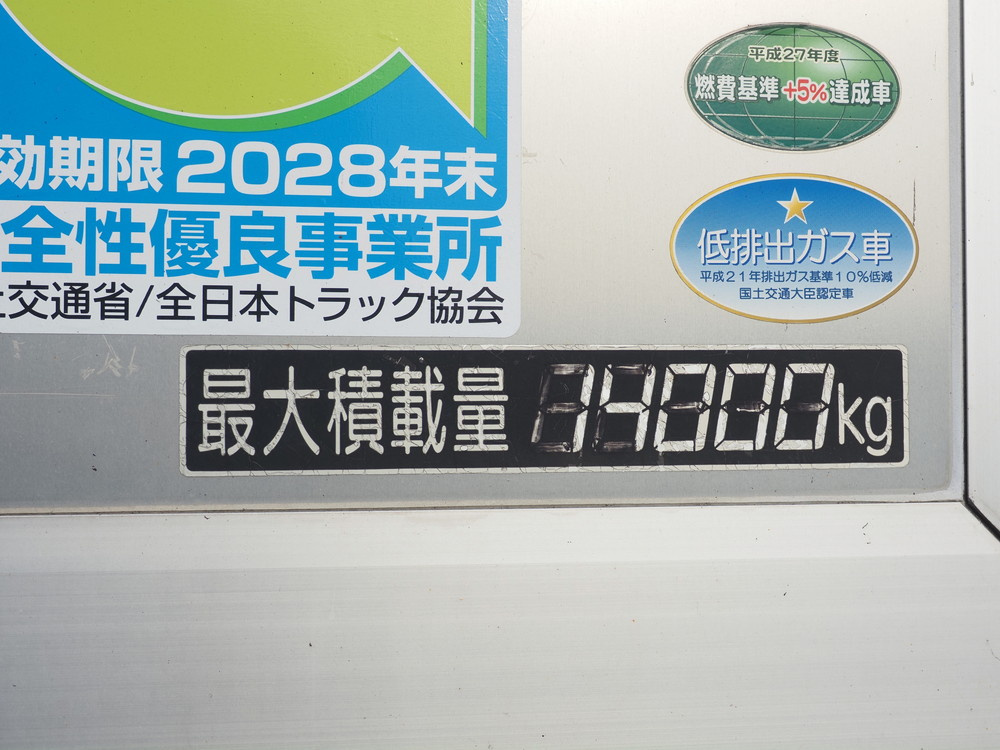 効期限 2028年末
全性優良事業所
土交通省/全日本トラック協会
平成27年度
燃費基準+5%達成車
低排出ガス車
平成21年排出ガス基準10%低減
国土交通大臣認定車
最大積載量 14000kg